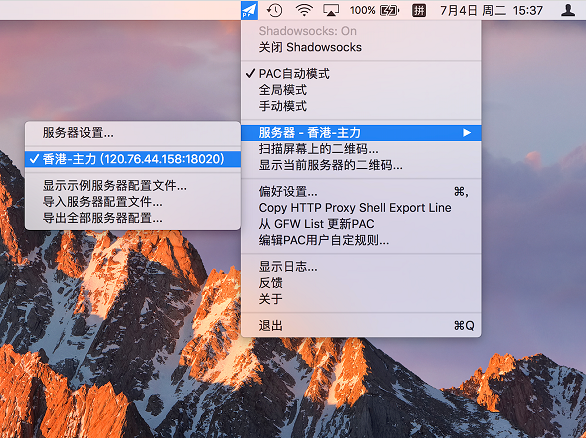 100% 拼 7月4日 周二 15:37
Shadowsocks: On
关闭 Shadowsocks
✓ PAC自动模式
全局模式
手动模式
服务器 - 香港-主力 ▶
扫描屏幕上的二维码...
显示当前服务器的二维码...
偏好设置... ⌘,
Copy HTTP Proxy Shell Export Line
从 GFW List 更新PAC
编辑PAC用户自定规则...
显示日志...
反馈
关于
退出 ⌘Q
服务器设置...
✓ 香港-主力 (120.76.44.158:18020)
显示示例服务器配置文件...
导入服务器配置文件...
导出全部服务器配置...